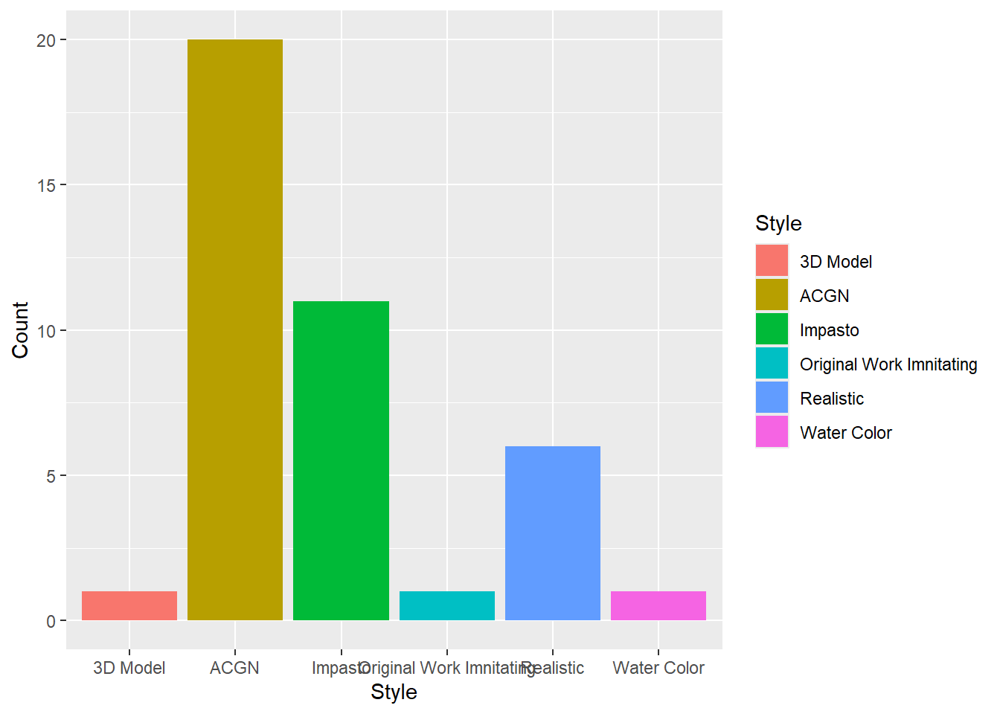 20
15
10
5
0
Count
3D Model
ACGN
Impasto
Original Work Imnitating
Realistic
Water Color
Style
Style
3D Model
ACGN
Impasto
Original Work Imnitating
Realistic
Water Color